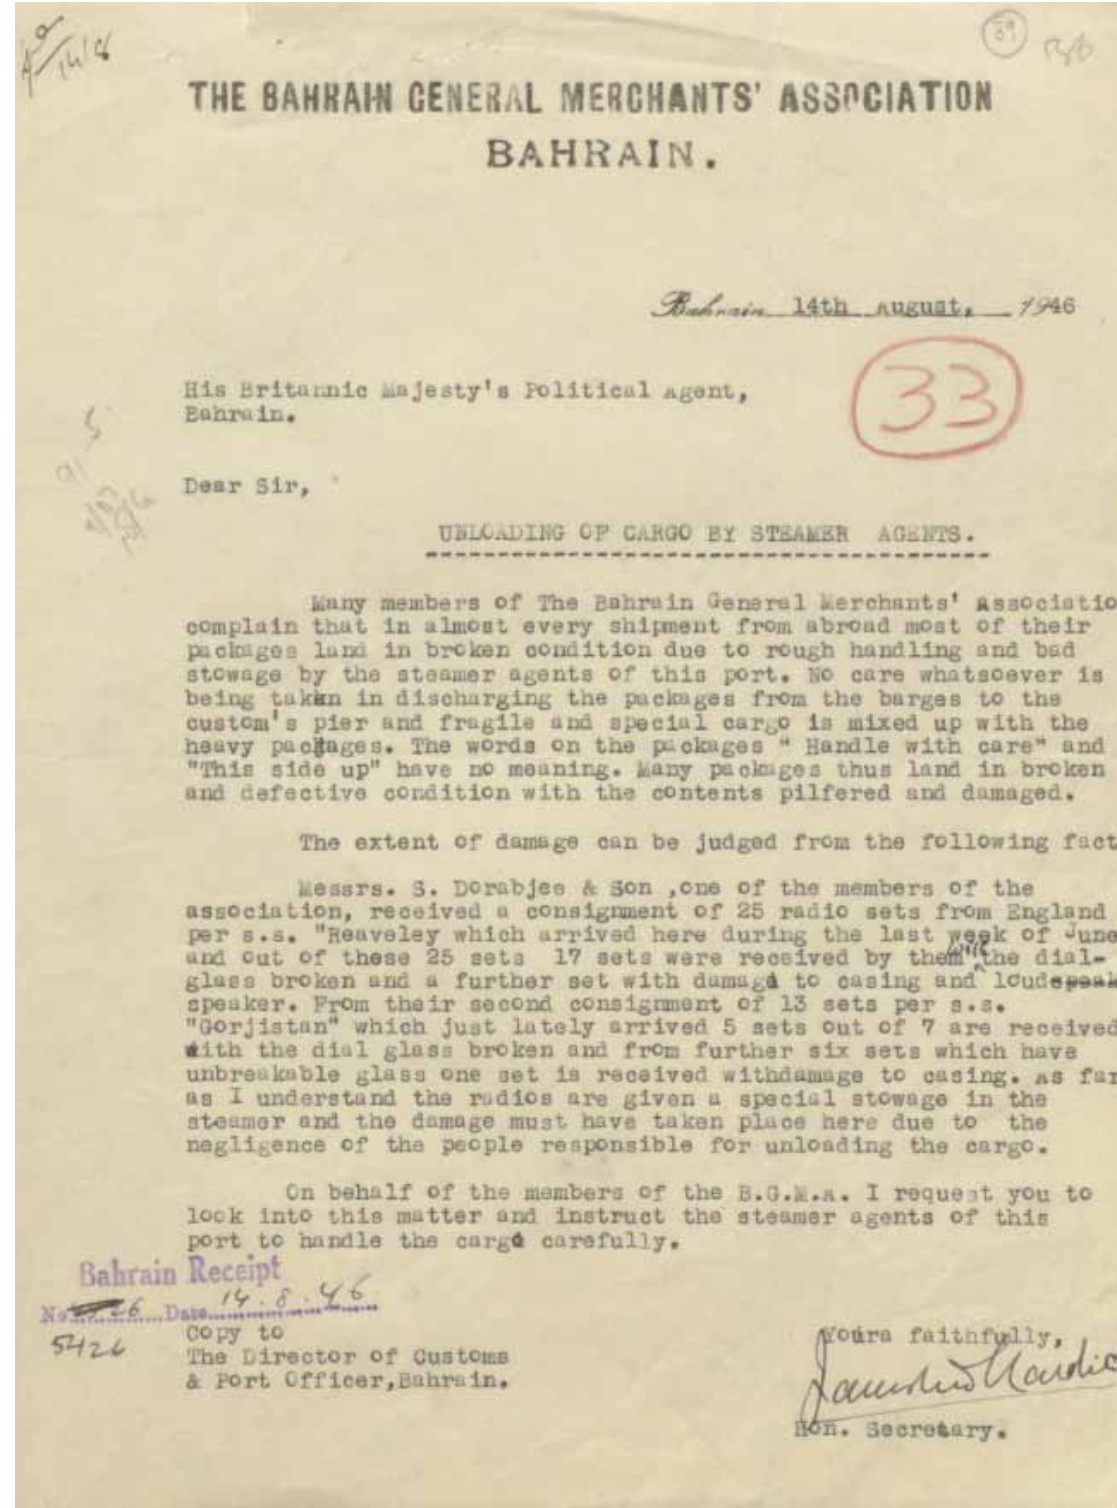 39
14/8
THE BAHRAIN GENERAL MERCHANTS' ASSOCIATION
BAHRAIN.
Bahrain 14th August, 1946
33
His Britannic Majesty's Political Agent,
Bahrain.
Dear Sir,
UNLOADING OF CARGO BY STEAMER AGENTS.
Many members of The Bahrain General Merchants' Associatio
complain that in almost every shipment from abroad most of their
packages land in broken condition due to rough handling and bad
stowage by the steamer agents of this port. No care whatsoever is
being taken in discharging the packages from the barges to the
custom's pier and fragile and special cargo is mixed up with the
heavy packages. The words on the packages " Handle with care" and
"This side up" have no meaning. Many packages thus land in broken
and defective condition with the contents pilfered and damaged.
The extent of damage can be judged from the following fact
Messrs. S. Dorabjee & Son ,one of the members of the
association, received a consignment of 25 radio sets from England
per s.s. "Reaveley which arrived here during the last week of June
and out of these 25 sets 17 sets were received by them with the dial-
glass broken and a further set with damage to casing and loudspeak
speaker. From their second consignment of 13 sets per s.s.
"Gorjistan" which just lately arrived 5 sets out of 7 are received
with the dial glass broken and from further six sets which have
unbreakable glass one set is received withdamage to casing. As far
as I understand the radios are given a special stowage in the
steamer and the damage must have taken place here due to the
negligence of the people responsible for unloading the cargo.
On behalf of the members of the B.G.M.A. I request you to
look into this matter and instruct the steamer agents of this
port to handle the cargo carefully.
Bahrain Receipt
No. Date 14.8.46
5426
Copy to
The Director of Customs
& Port Officer,Bahrain.
Yours faithfully,
Hon. Secretary.